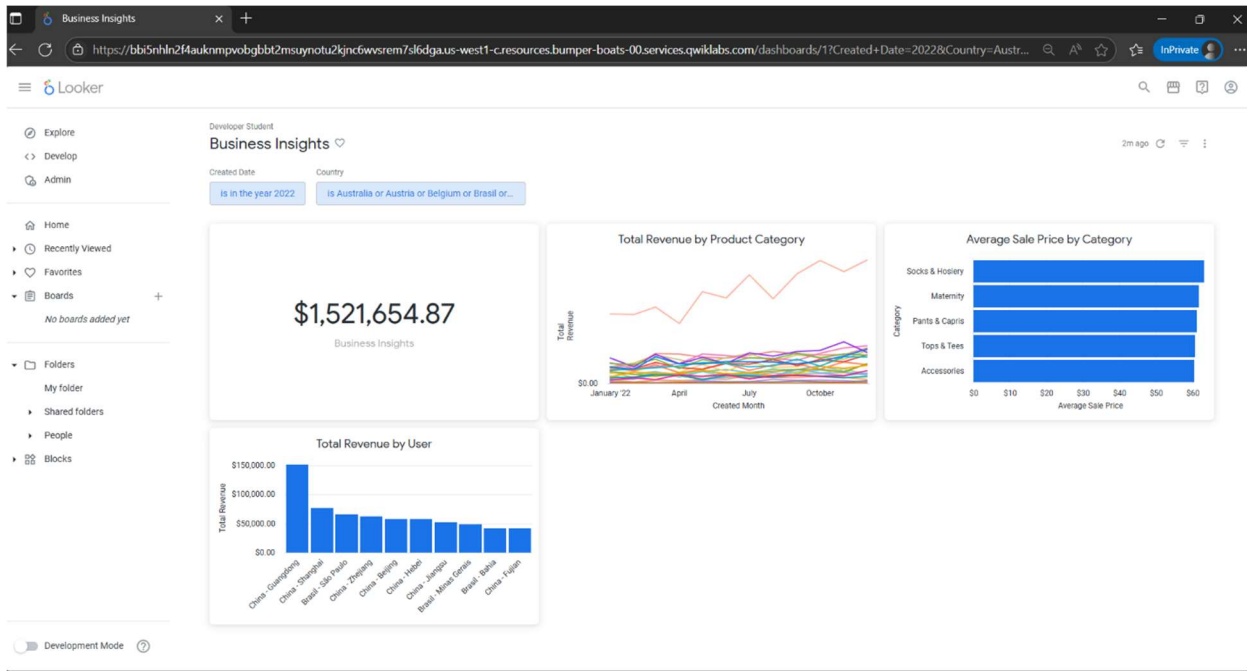 Business Insights
https://bbi5nhln2f4auknmpvobgbbt2msuynotu2kjnc6wvsrem7sl6dga.us-west1-c.resources.bumper-boats-00.services.qwiklabs.com/dashboards/1?Created+Date=2022&Country=Austr...
InPrivate
Looker
Explore
Develop
Admin
Home
Recently Viewed
Favorites
Boards
No boards added yet
Folders
My folder
Shared folders
People
Blocks
Development Mode
Developer Student
Business Insights
2m ago
Created Date
Country
is in the year 2022
is Australia or Austria or Belgium or Brasil or...
$1,521,654.87
Business Insights
Total Revenue by Product Category
Total
Revenue
$0.00
January '22
April
July
October
Created Month
Average Sale Price by Category
Category
Socks & Hosiery
Maternity
Pants & Capris
Tops & Tees
Accessories
$0
$10
$20
$30
$40
$50
$60
Average Sale Price
Total Revenue by User
Total Revenue
$150,000.00
$100,000.00
$50,000.00
$0.00
China - Guangdong
China - Shanghai
Brasil - São Paulo
China - Zhejiang
China - Beijing
China - Hebei
China - Jiangsu
Brasil - Minas Gerais
Brasil - Bahia
China - Fujian